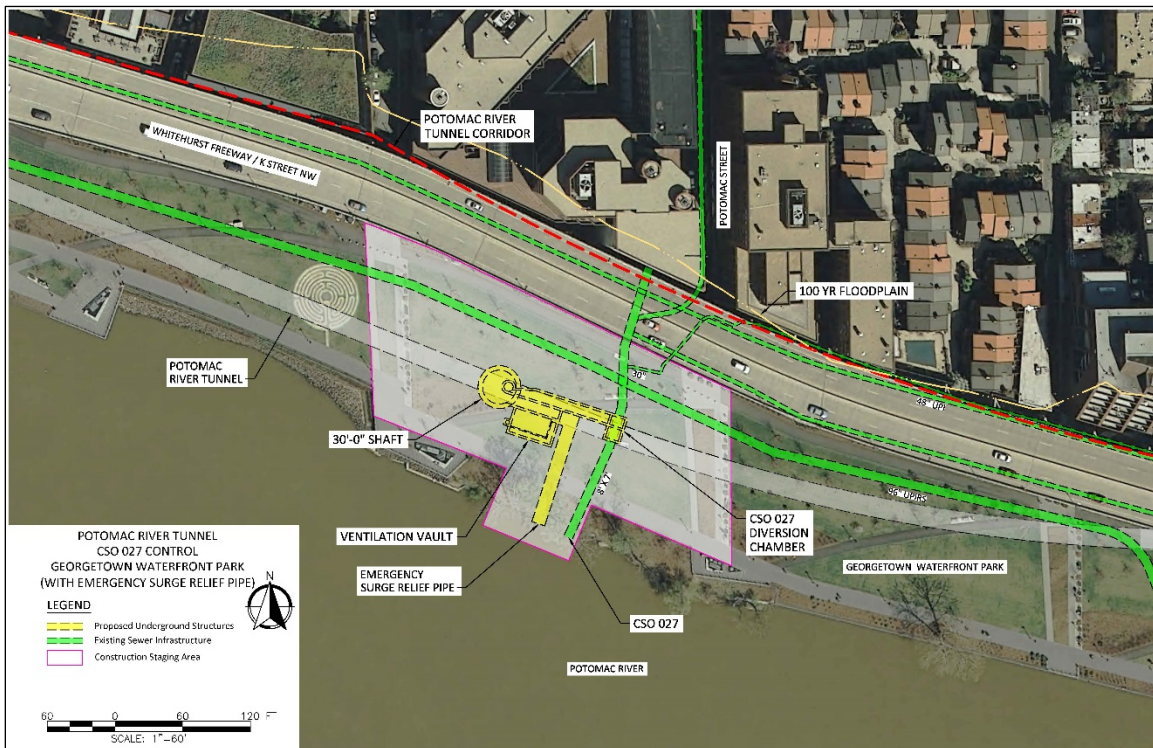 POTOMAC RIVER
TUNNEL CORRIDOR
WHITEHURST FREEWAY / K STREET NW
POTOMAC STREET
100 YR FLOODPLAIN
POTOMAC
RIVER TUNNEL
30"
48" UPI
30'-0" SHAFT
8' X 7'
96" UPIRS
VENTILATION VAULT
CSO 027
DIVERSION
CHAMBER
EMERGENCY
SURGE RELIEF PIPE
GEORGETOWN WATERFRONT PARK
CSO 027
POTOMAC RIVER
POTOMAC RIVER TUNNEL
CSO 027 CONTROL
GEORGETOWN WATERFRONT PARK
(WITH EMERGENCY SURGE RELIEF PIPE)
N
LEGEND
Proposed Underground Structures
Existing Sewer Infrastructure
Construction Staging Area
60 0 60 120 F
SCALE: 1"-60'